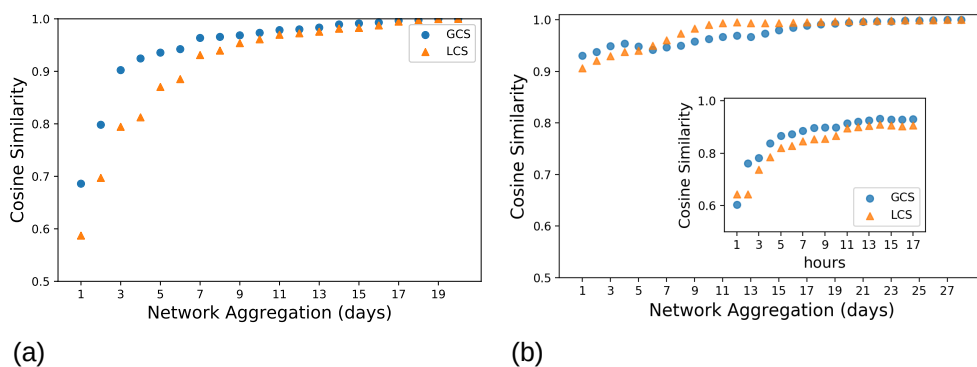 1.0
0.9
0.8
0.7
0.6
0.5
Cosine Similarity
GCS
LCS
1 3 5 7 9 11 13 15 17 19
Network Aggregation (days)
(a)
1.0
0.9
0.8
0.7
0.6
0.5
Cosine Similarity
1.0
0.8
0.6
Cosine Similarity
GCS
LCS
1 3 5 7 9 11 13 15 17
hours
1 3 5 7 9 11 13 15 17 19 21 23 25 27
Network Aggregation (days)
(b)